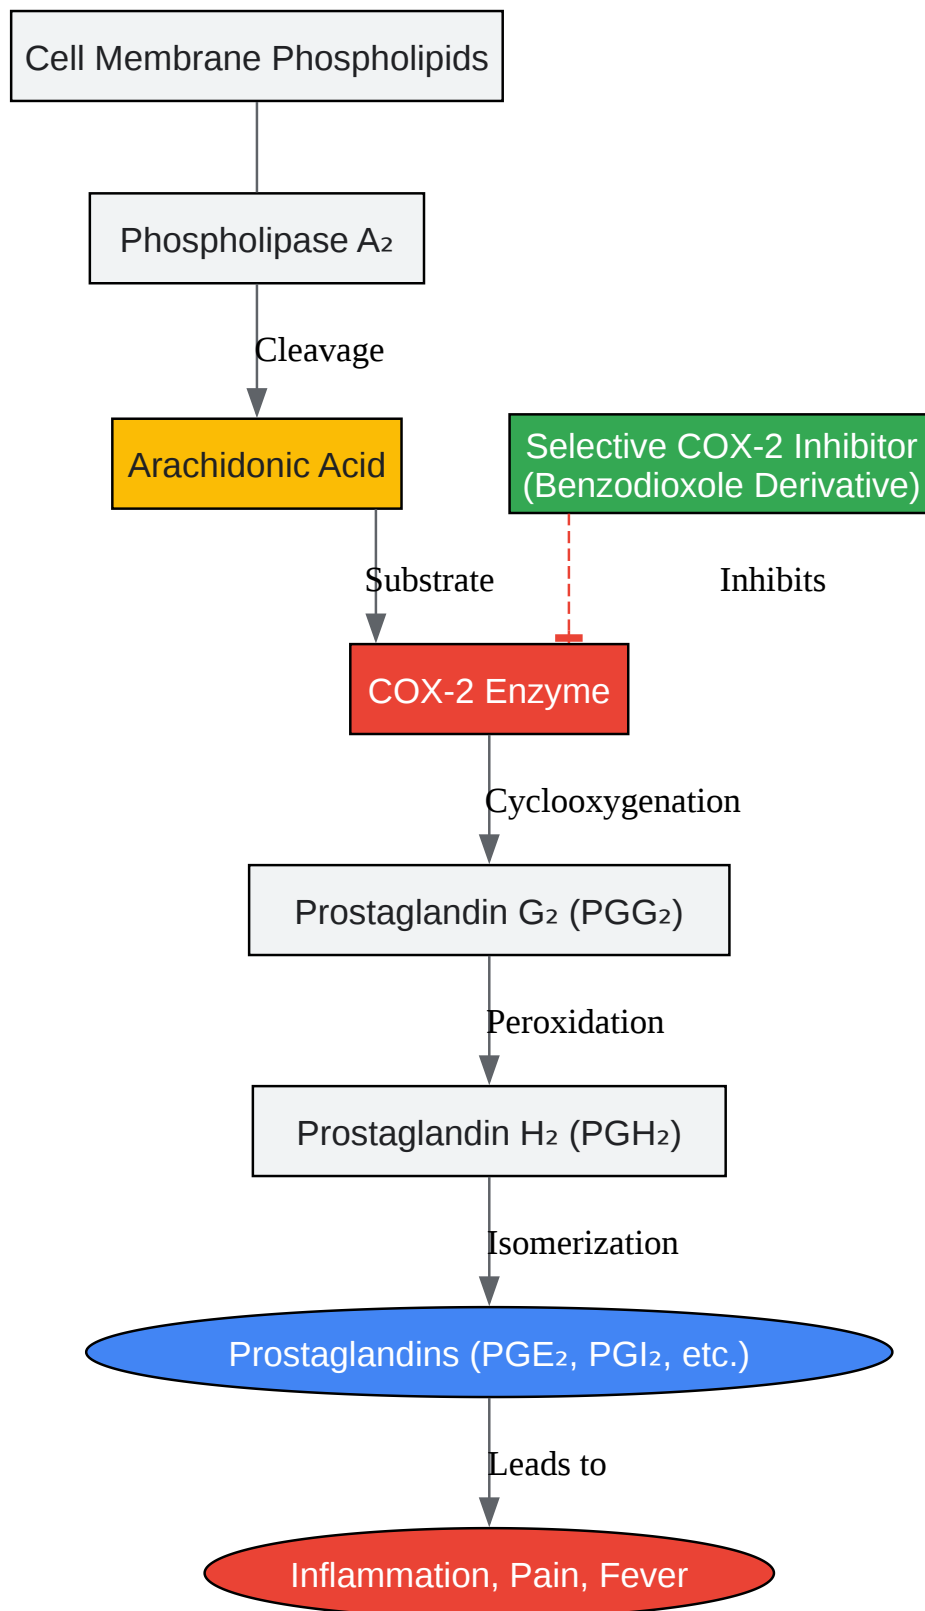 Cell Membrane Phospholipids
Phospholipase A₂
Cleavage
Arachidonic Acid
Selective COX-2 Inhibitor
(Benzodioxole Derivative)
Substrate
Inhibits
COX-2 Enzyme
Cyclooxygenation
Prostaglandin G₂ (PGG₂)
Peroxidation
Prostaglandin H₂ (PGH₂)
Isomerization
Prostaglandins (PGE₂, PGI₂, etc.)
Leads to
Inflammation, Pain, Fever